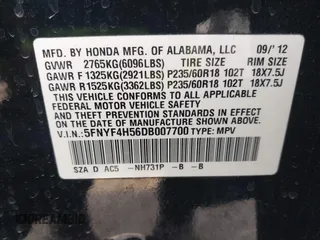 MFD. BY HONDA MFG. OF ALABAMA, LLC 09/'12
GVWR 2765KG(6096LBS)
GAWR F 1325KG(2921LBS) P235/60R18 102T 18X7.5J
GAWR R 1525KG(3362LBS) P235/60R18 102T 18X7.5J
THIS VEHICLE CONFORMS TO ALL APPLICABLE FEDERAL MOTOR VEHICLE SAFETY
AND THEFT PREVENTION STANDARDS IN EFFECT ON THE DATE OF
MANUFACTURE SHOWN ABOVE.
V.I.N: 5FNYF4H56DB007700 TYPE: MPV
SZA D AC5 -NH731P -B -B